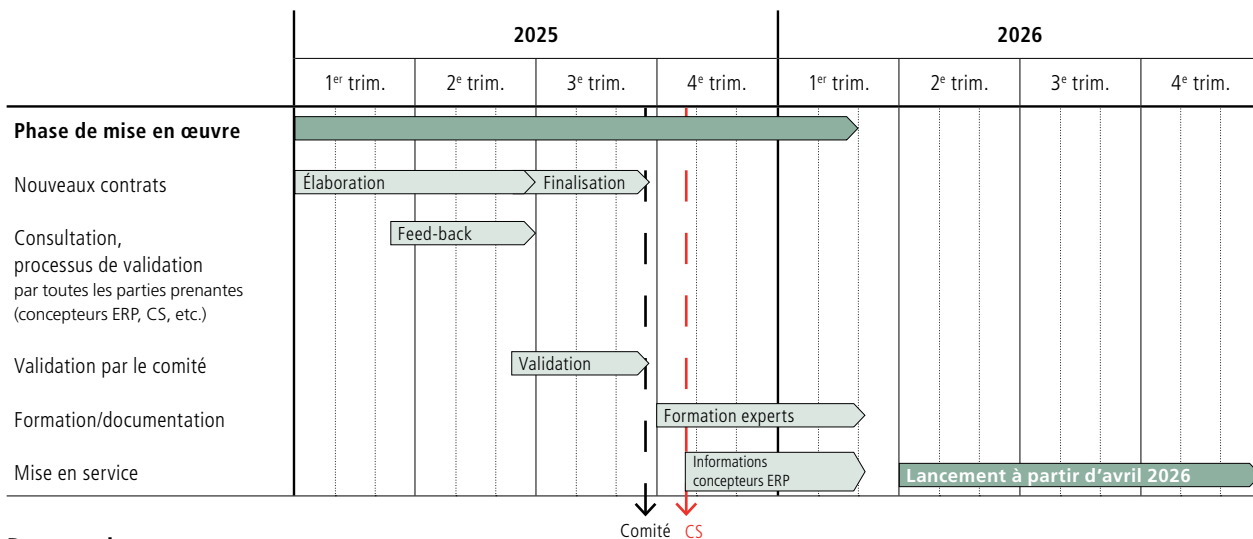 2025 2026
1er trim. 2e trim. 3e trim. 4e trim. 1er trim. 2e trim. 3e trim. 4e trim.
Phase de mise en œuvre
Nouveaux contrats Élaboration Finalisation
Consultation, Feed-back
processus de validation
par toutes les parties prenantes
(concepteurs ERP, CS, etc.)
Validation par le comité Validation
Formation/documentation Formation experts
Mise en service Informations
concepteurs ERP Lancement à partir d'avril 2026
Comité CS